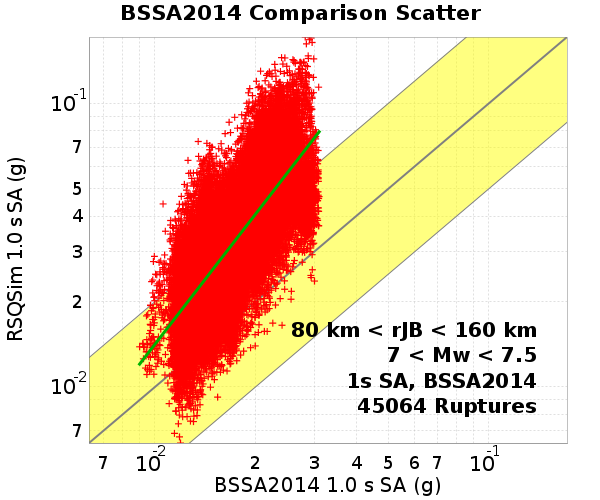 BSSA2014 Comparison Scatter
RSQSim 1.0 s SA (g)
10-1
7
5
4
3
2
10-2
7
80 km < rJB < 160 km
7 < Mw < 7.5
1s SA, BSSA2014
45064 Ruptures
7 10-2 2 3 4 5 6 7 10-1
BSSA2014 1.0 s SA (g)